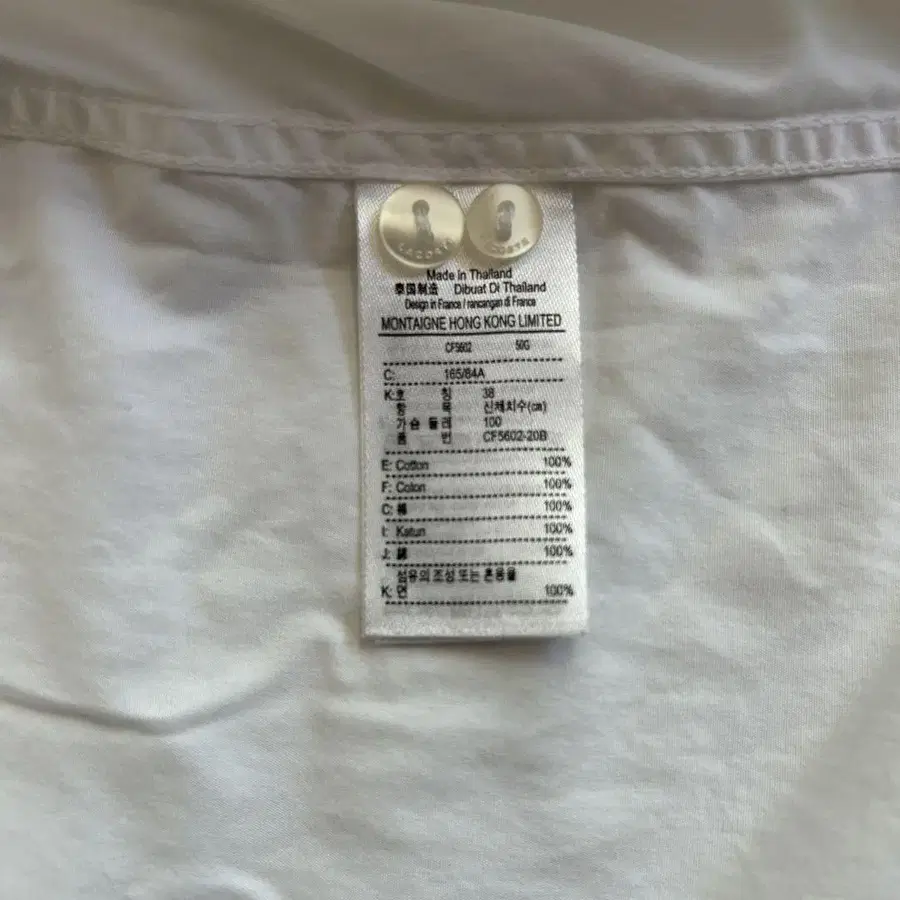 LACOSTE LACOSTE
Made in Thailand
泰国制造 Dibuat Di Thailand
Design in France / rancangan di France
MONTAIGNE HONG KONG LIMITED
CF5602 50G
C: 165/84A
K: 호 칭 38
항 목 신체치수(㎝)
가슴둘레 100
품 번 CF5602-20B
E: Cotton 100%
F: Coton 100%
C: 棉 100%
I: Katun 100%
J: 綿 100%
섬유의 조성 또는 혼용율
K: 면 100%